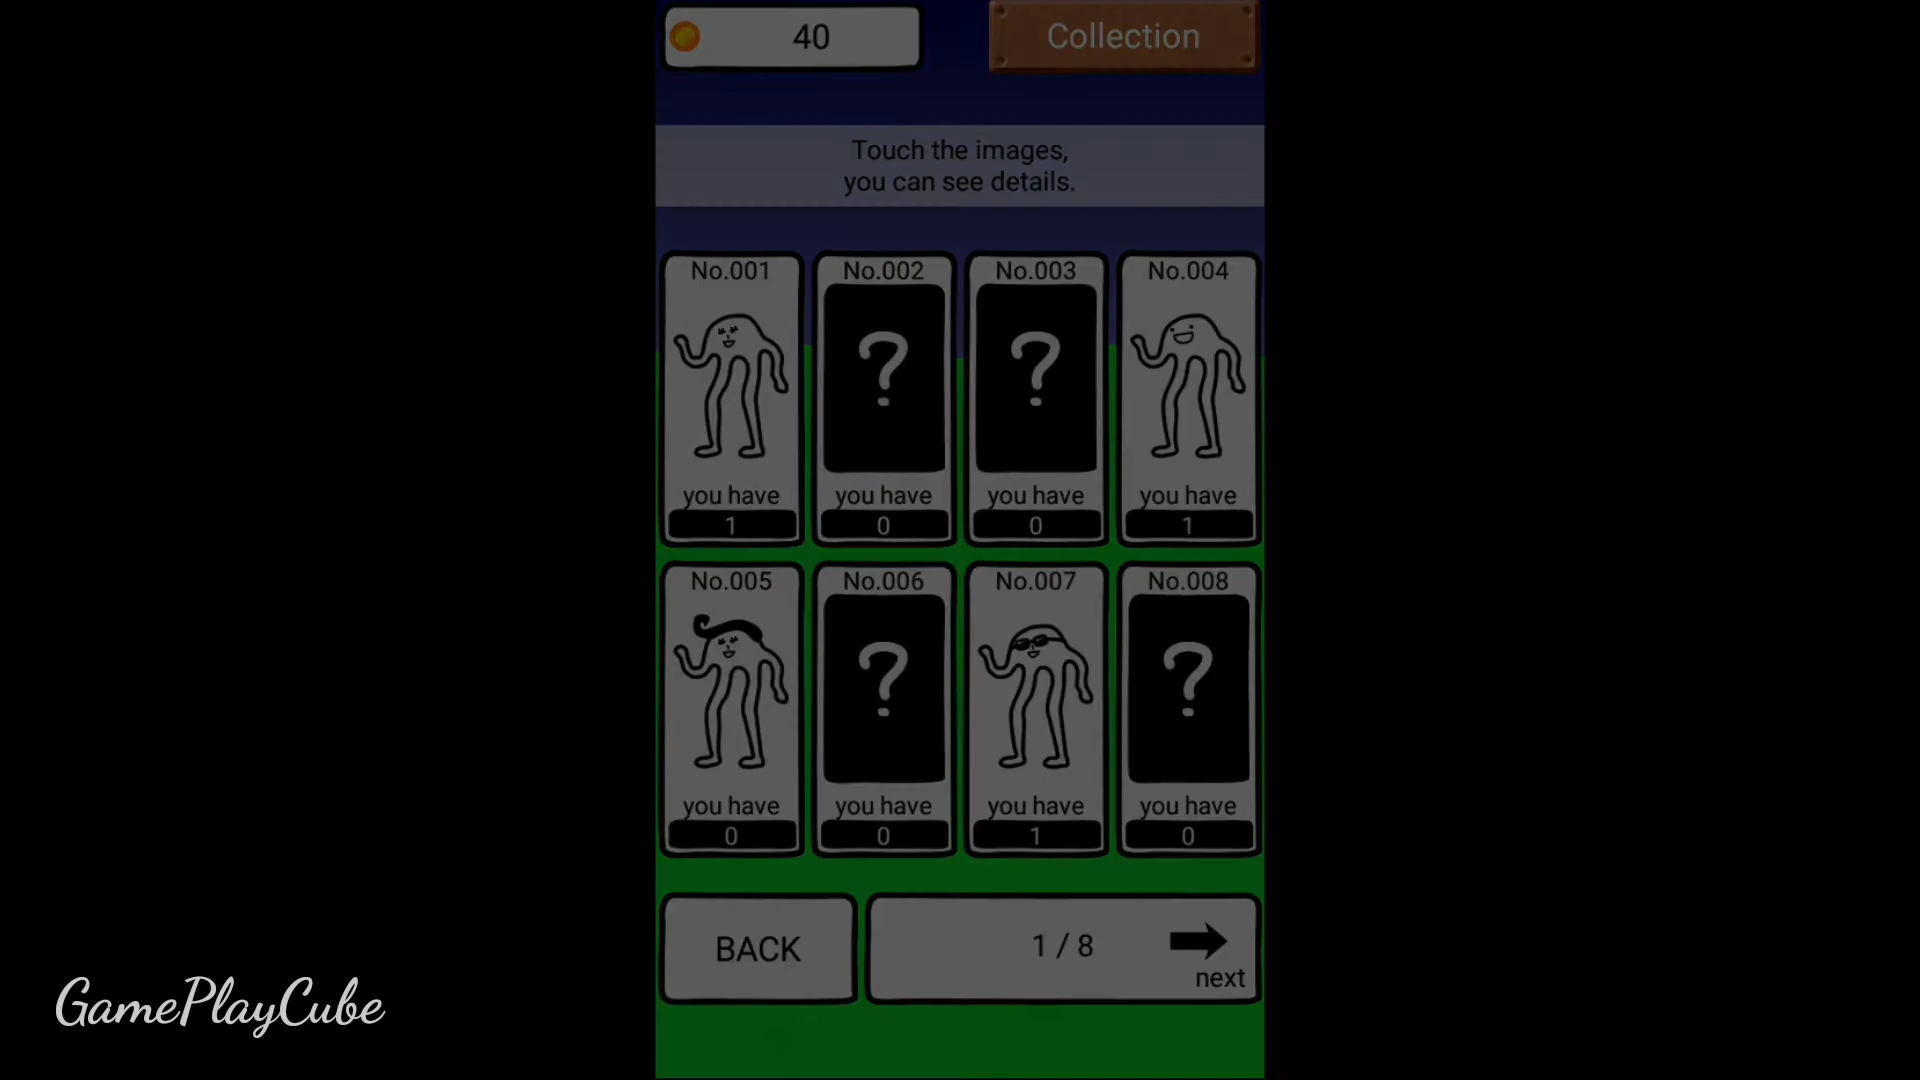 40
Collection
Touch the images,
you can see details.
No.001
No.002
No.003
No.004
?
?
you have
you have
you have
you have
1
0
0
1
No.005
No.006
No.007
No.008
?
?
you have
you have
you have
you have
0
0
1
0
BACK
1 / 8
next
GamePlayCube